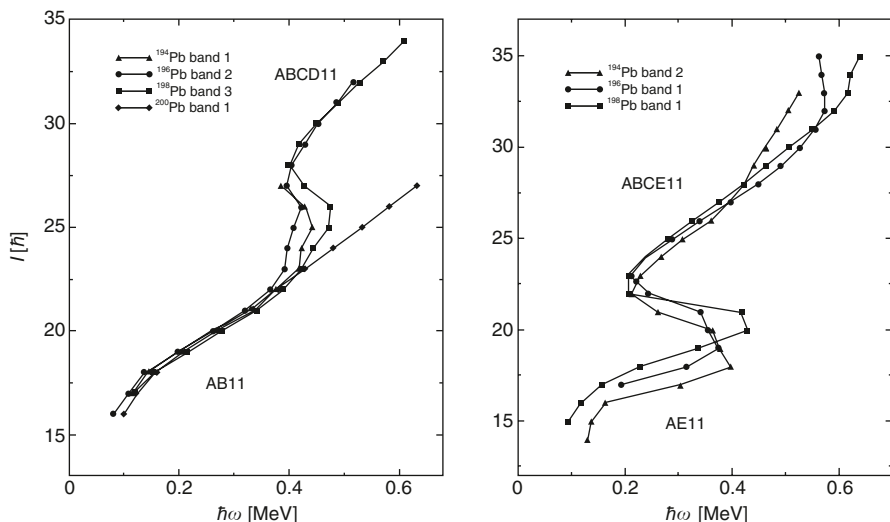 35
30
25
20
15
I [ħ]
¹⁹⁴Pb band 1
¹⁹⁶Pb band 2
¹⁹⁸Pb band 3
²⁰⁰Pb band 1
ABCD11
AB11
0
0.2
0.4
0.6
ħω [MeV]
35
30
25
20
15
¹⁹⁴Pb band 2
¹⁹⁶Pb band 1
¹⁹⁸Pb band 1
ABCE11
AE11
0
0.2
0.4
0.6
ħω [MeV]